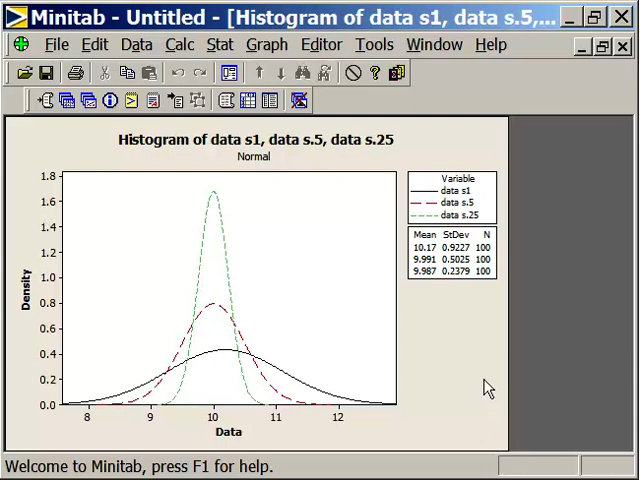 Minitab - Untitled - [Histogram of data s1, data s.5,...
File Edit Data Calc Stat Graph Editor Tools Window Help
Histogram of data s1, data s.5, data s.25
Normal
1.8
1.6
1.4
1.2
1.0
0.8
0.6
0.4
0.2
0.0
Density
8 9 10 11 12
Data
Variable
data s1
data s.5
data s.25
Mean StDev N
10.17 0.9227 100
9.991 0.5025 100
9.987 0.2379 100
Welcome to Minitab, press F1 for help.